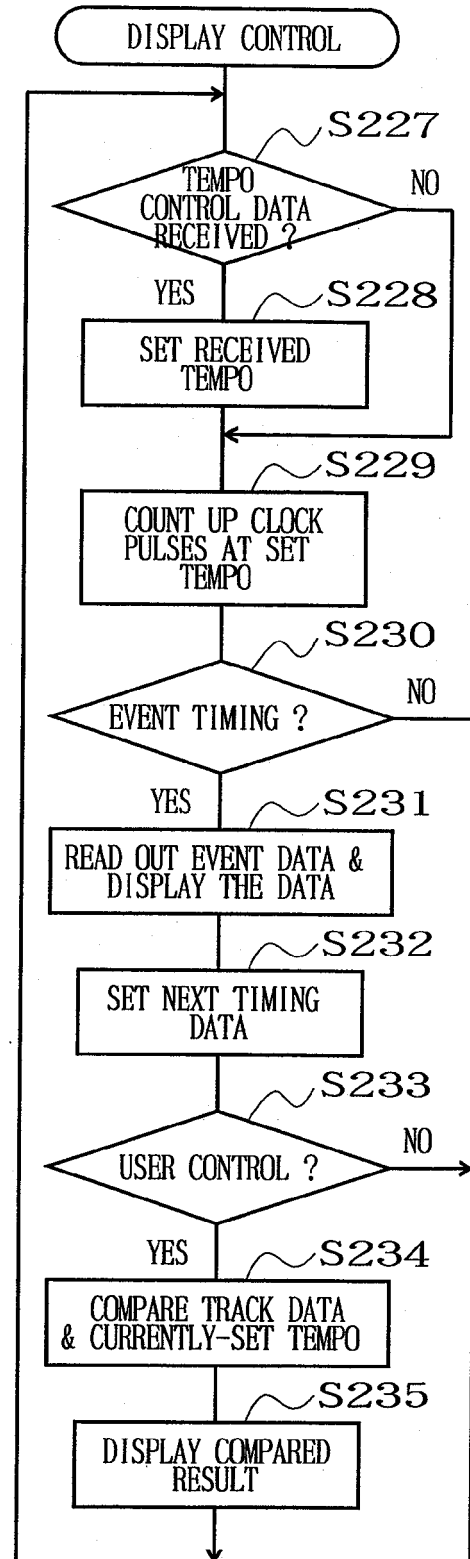 DISPLAY CONTROL
S227
TEMPO
CONTROL DATA
RECEIVED ?
NO
YES
S228
SET RECEIVED
TEMPO
S229
COUNT UP CLOCK
PULSES AT SET
TEMPO
S230
EVENT TIMING ?
NO
YES
S231
READ OUT EVENT DATA &
DISPLAY THE DATA
S232
SET NEXT TIMING
DATA
S233
USER CONTROL ?
NO
YES
S234
COMPARE TRACK DATA
& CURRENTLY-SET TEMPO
S235
DISPLAY COMPARED
RESULT